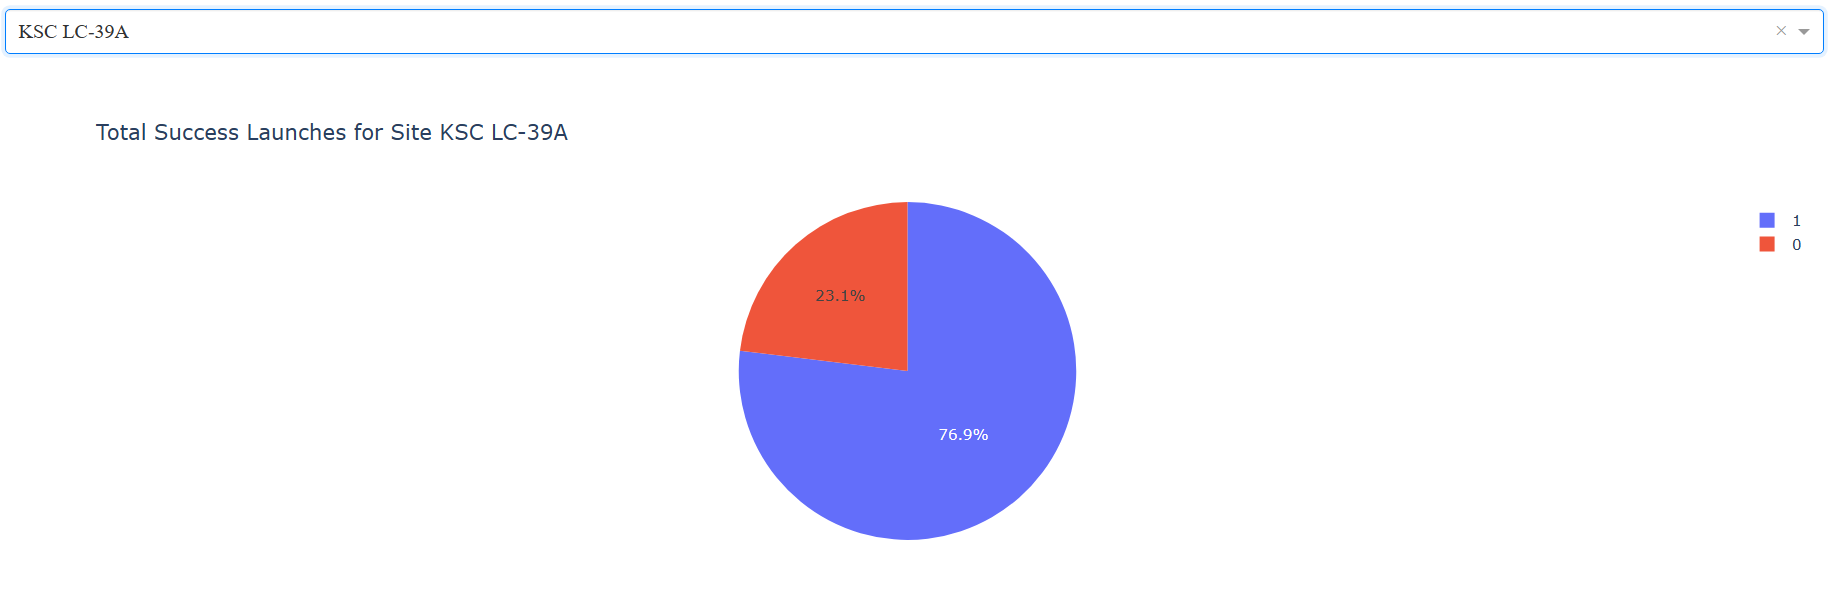 KSC LC-39A
Total Success Launches for Site KSC LC-39A
1
0
23.1%
76.9%